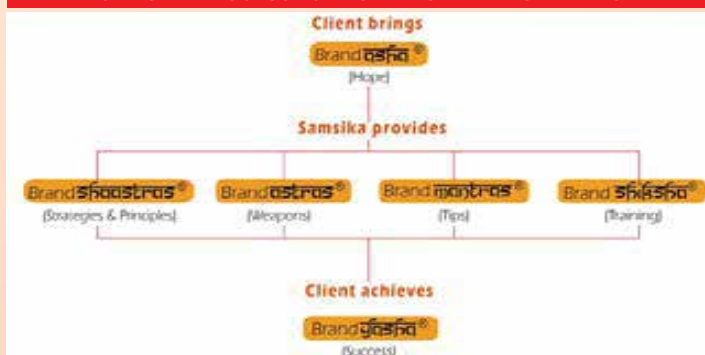 Client brings
Brand asha®
(Hope)
Samsika provides
Brand shaastras® Brand astras® Brand mantras® Brand shiksha®
(Strategies & Principles) (Weapons) (Tips) (Training)
Client achieves
Brand yasha®
(Success)